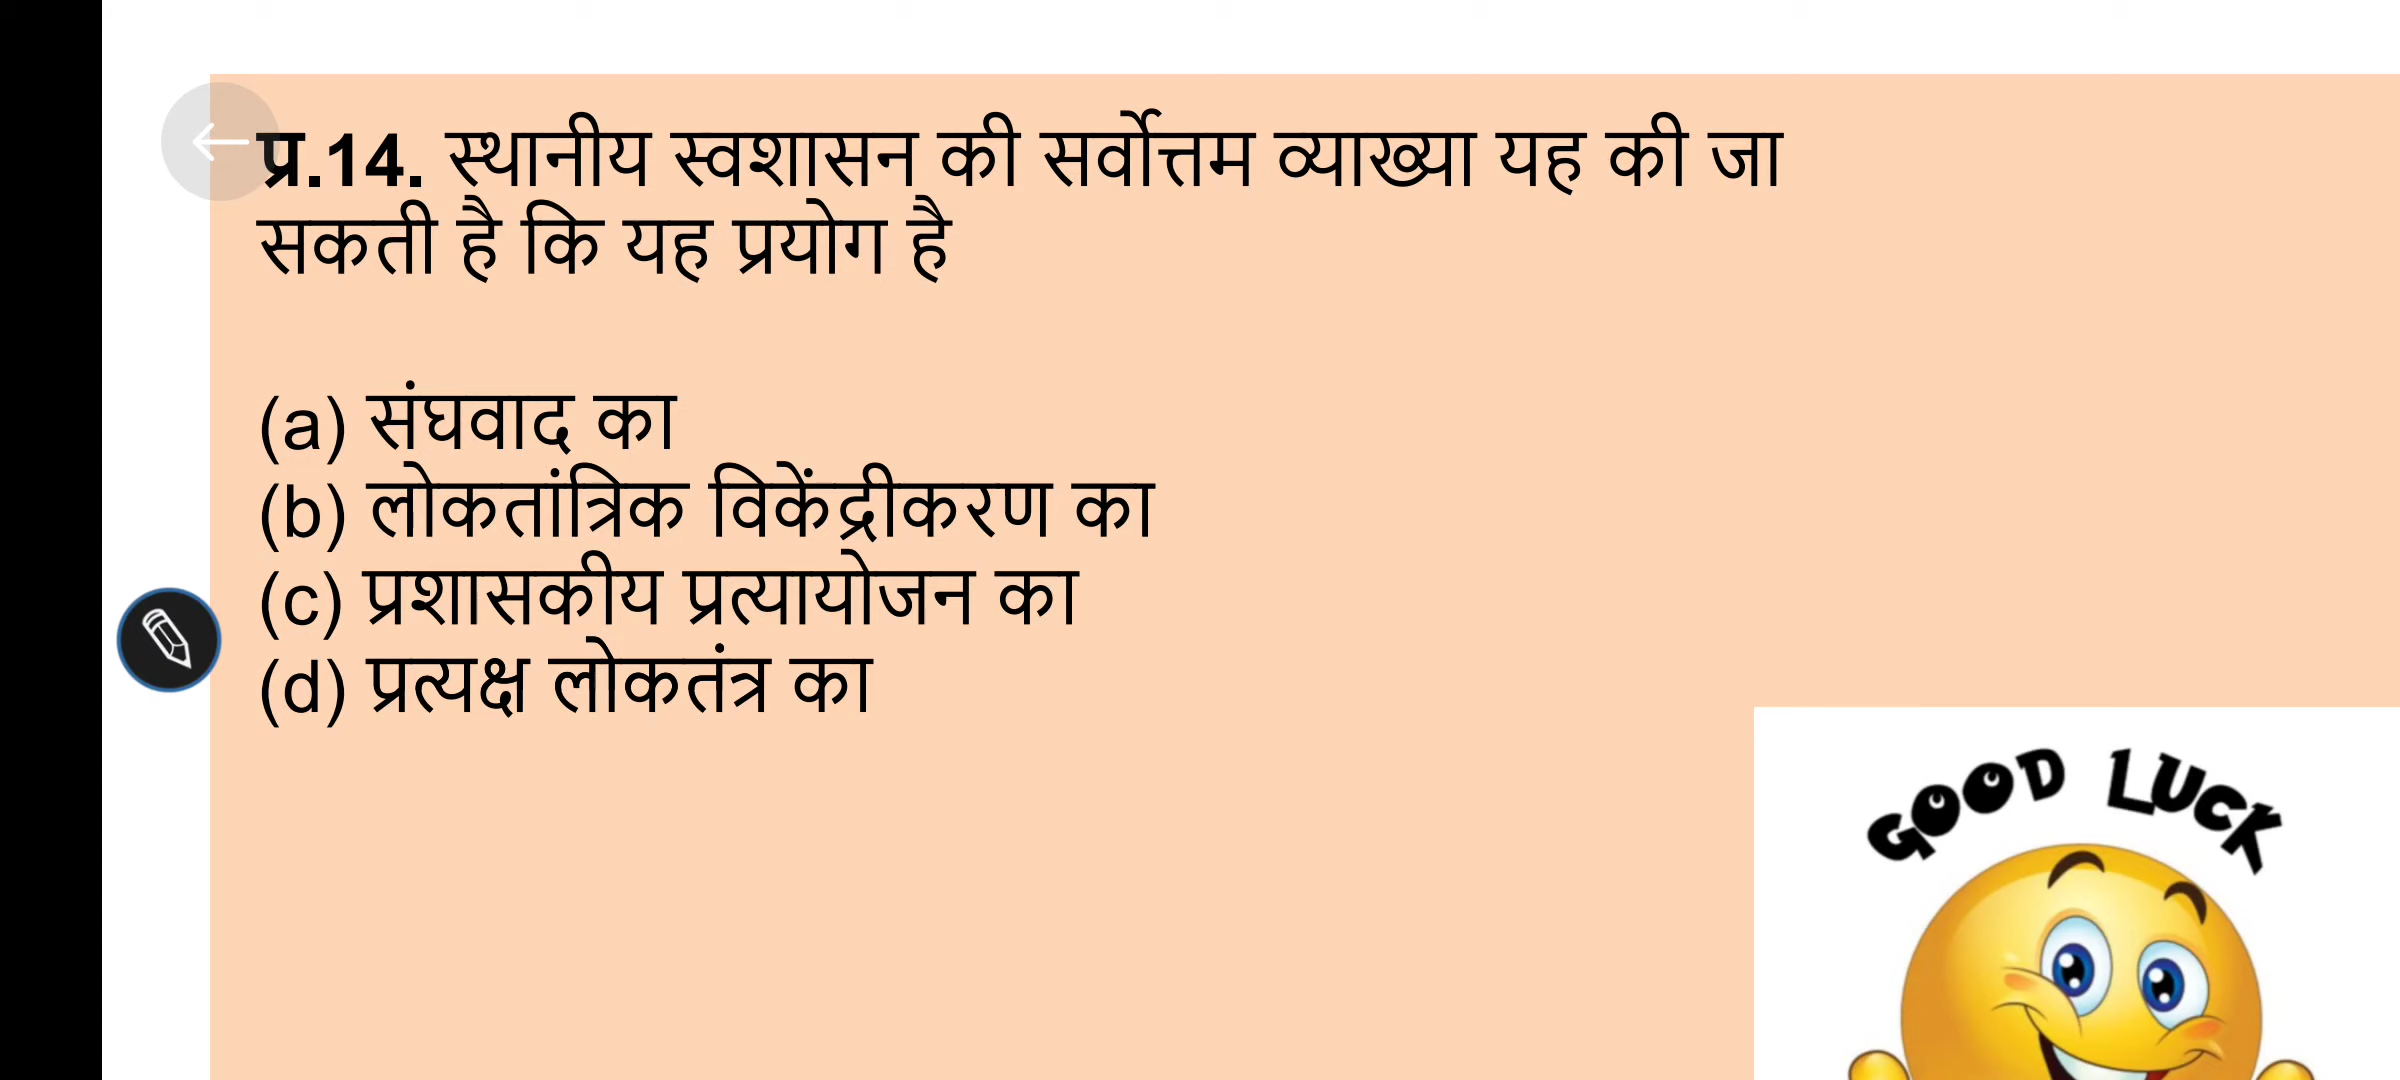 प्र.14. स्थानीय स्वशासन की सर्वोत्तम व्याख्या यह की जा
सकती है कि यह प्रयोग है
(a) संघवाद का
(b) लोकतांत्रिक विकेंद्रीकरण का
(c) प्रशासकीय प्रत्यायोजन का
(d) प्रत्यक्ष लोकतंत्र का
GOOD LUCK